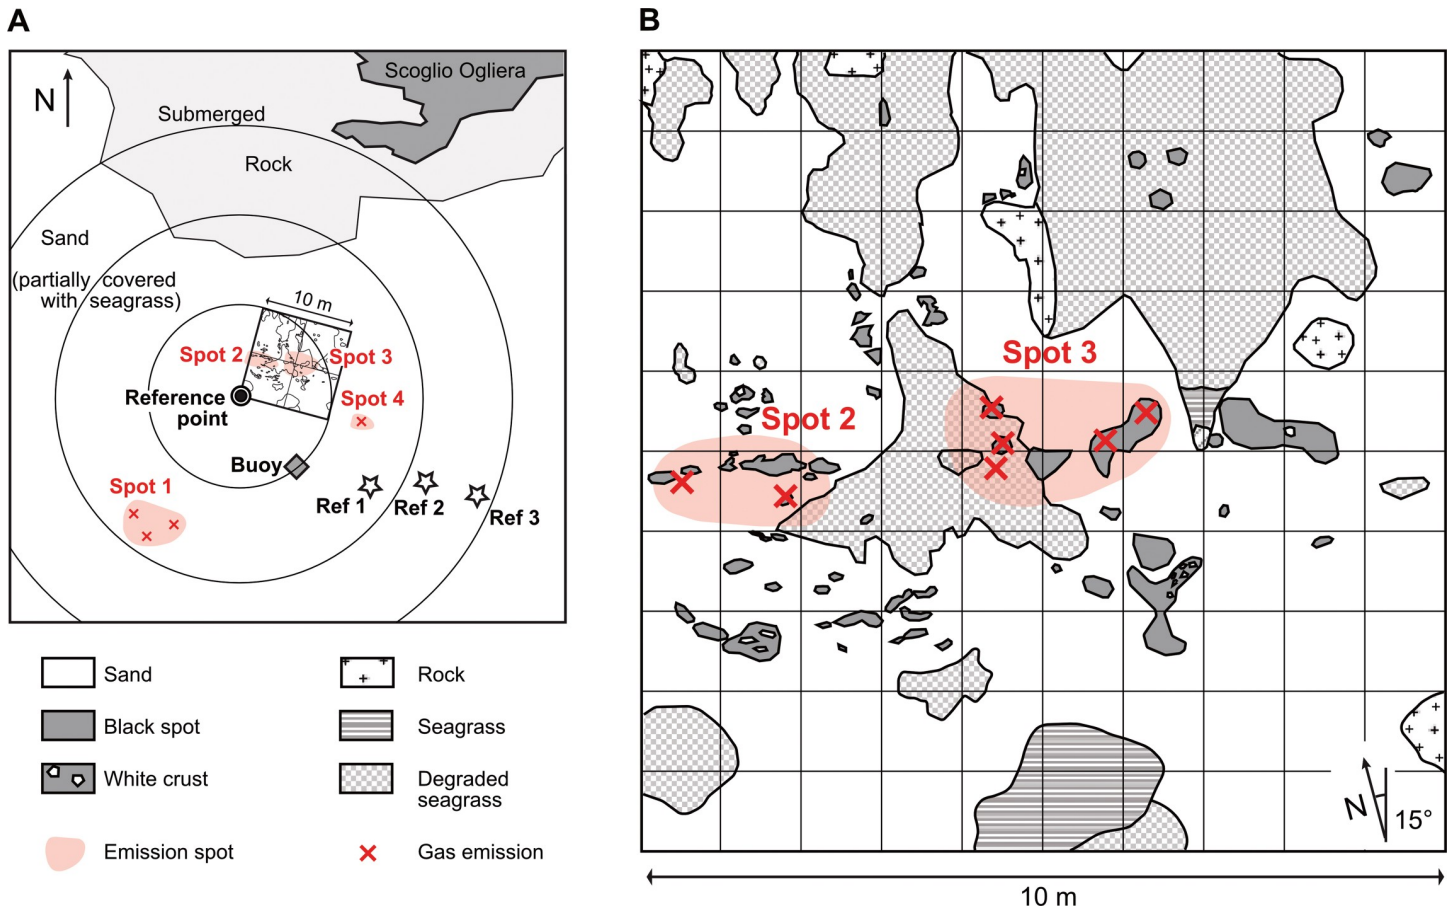 A
B
N
Scoglio Ogliera
Submerged
Rock
Sand
(partially covered
with seagrass)
10 m
Spot 2
Spot 3
Reference
point
Spot 4
Buoy
Spot 1
Ref 1
Ref 2
Ref 3
Sand
Rock
Black spot
Seagrass
White crust
Degraded
seagrass
Emission spot
Gas emission
Spot 3
Spot 2
N
15°
10 m